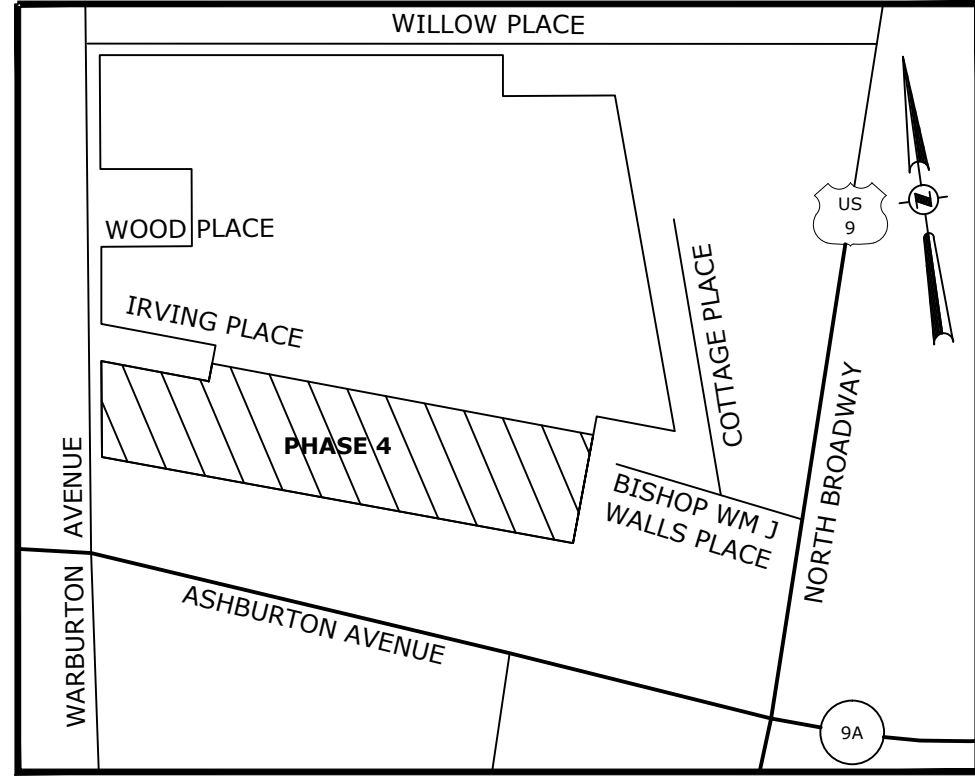 WILLOW PLACE
US
9
WOOD PLACE
IRVING PLACE
COTTAGE PLACE
PHASE 4
NORTH BROADWAY
BISHOP WM J
WALLS PLACE
WARBURTON AVENUE
ASHBURTON AVENUE
9A